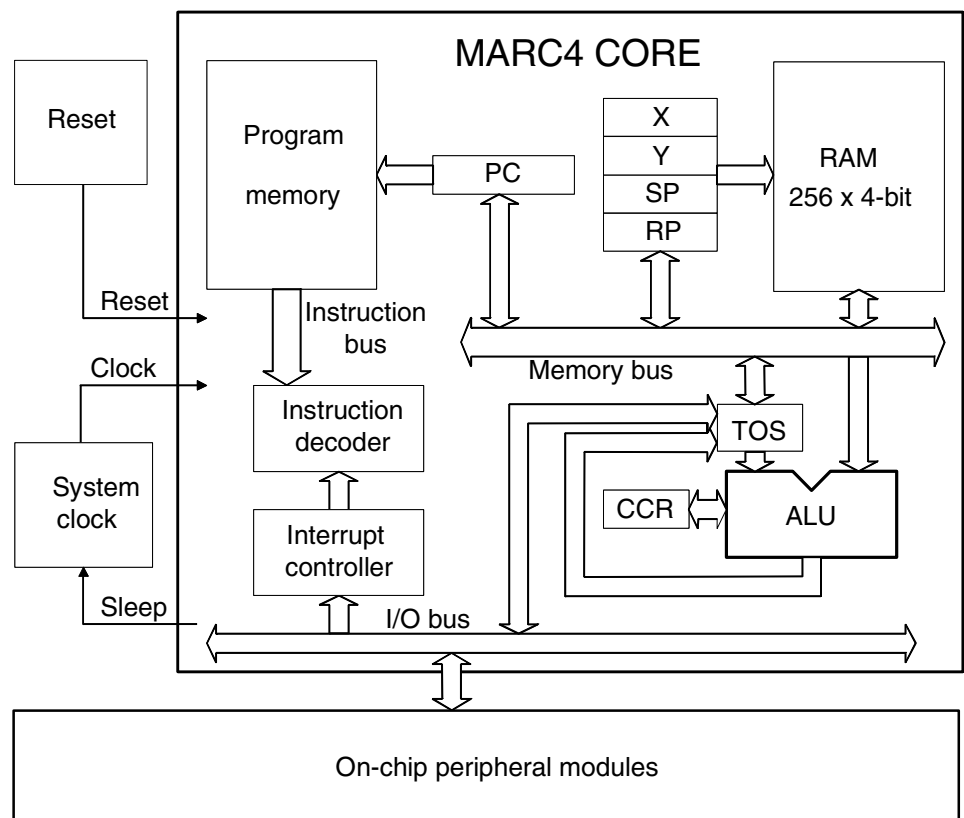 MARC4 CORE
Reset
Program
memory
PC
X
Y
SP
RP
RAM
256 x 4-bit
Reset
Instruction
bus
Clock
Memory bus
Instruction
decoder
TOS
System
clock
CCR
ALU
Interrupt
controller
Sleep
I/O bus
On-chip peripheral modules